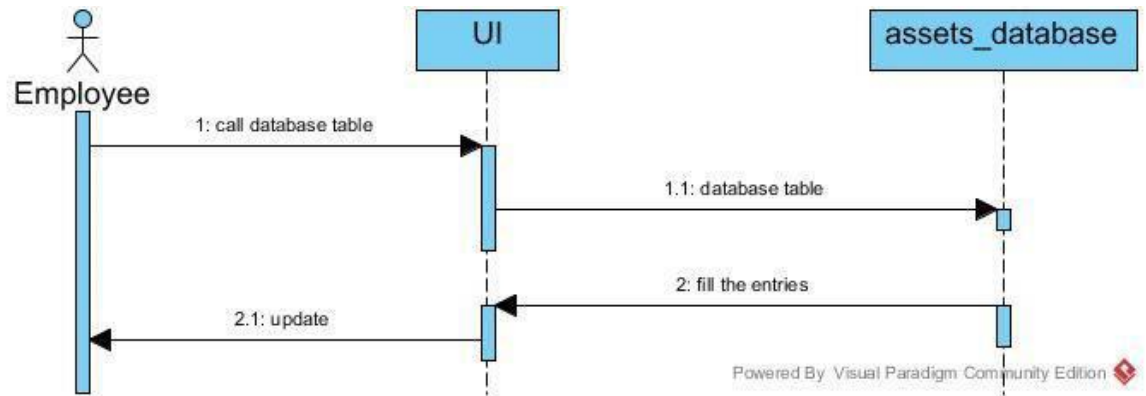 UI
assets_database
Employee
1: call database table
1.1: database table
2: fill the entries
2.1: update
Powered By Visual Paradigm Community Edition